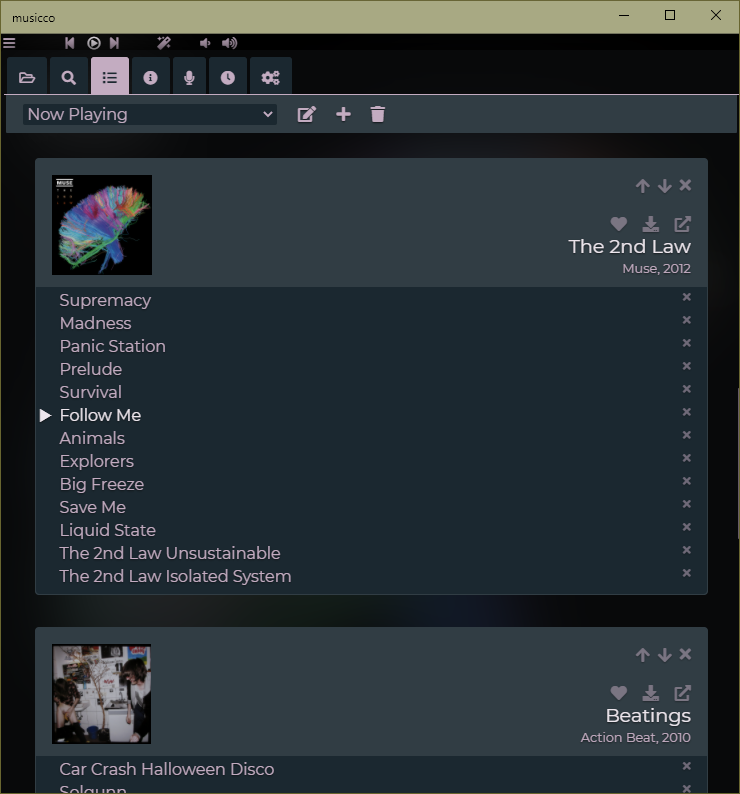 musicco
Now Playing
MUSE
The 2nd Law
Muse, 2012
Supremacy
Madness
Panic Station
Prelude
Survival
Follow Me
Animals
Explorers
Big Freeze
Save Me
Liquid State
The 2nd Law Unsustainable
The 2nd Law Isolated System
Beatings
Action Beat, 2010
Car Crash Halloween Disco
Solgunn